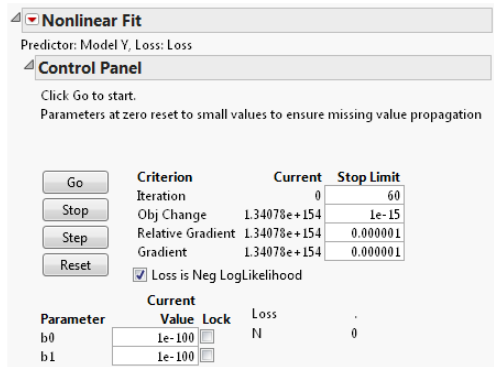 Nonlinear Fit
Predictor: Model Y, Loss: Loss
Control Panel
Click Go to start.
Parameters at zero reset to small values to ensure missing value propagation
Go
Stop
Step
Reset
Criterion Current Stop Limit
Iteration 0 60
Obj Change 1.34078e+154 1e-15
Relative Gradient 1.34078e+154 0.000001
Gradient 1.34078e+154 0.000001
Loss is Neg LogLikelihood
Current
Parameter Value Lock
b0 1e-100
b1 1e-100
Loss .
N 0